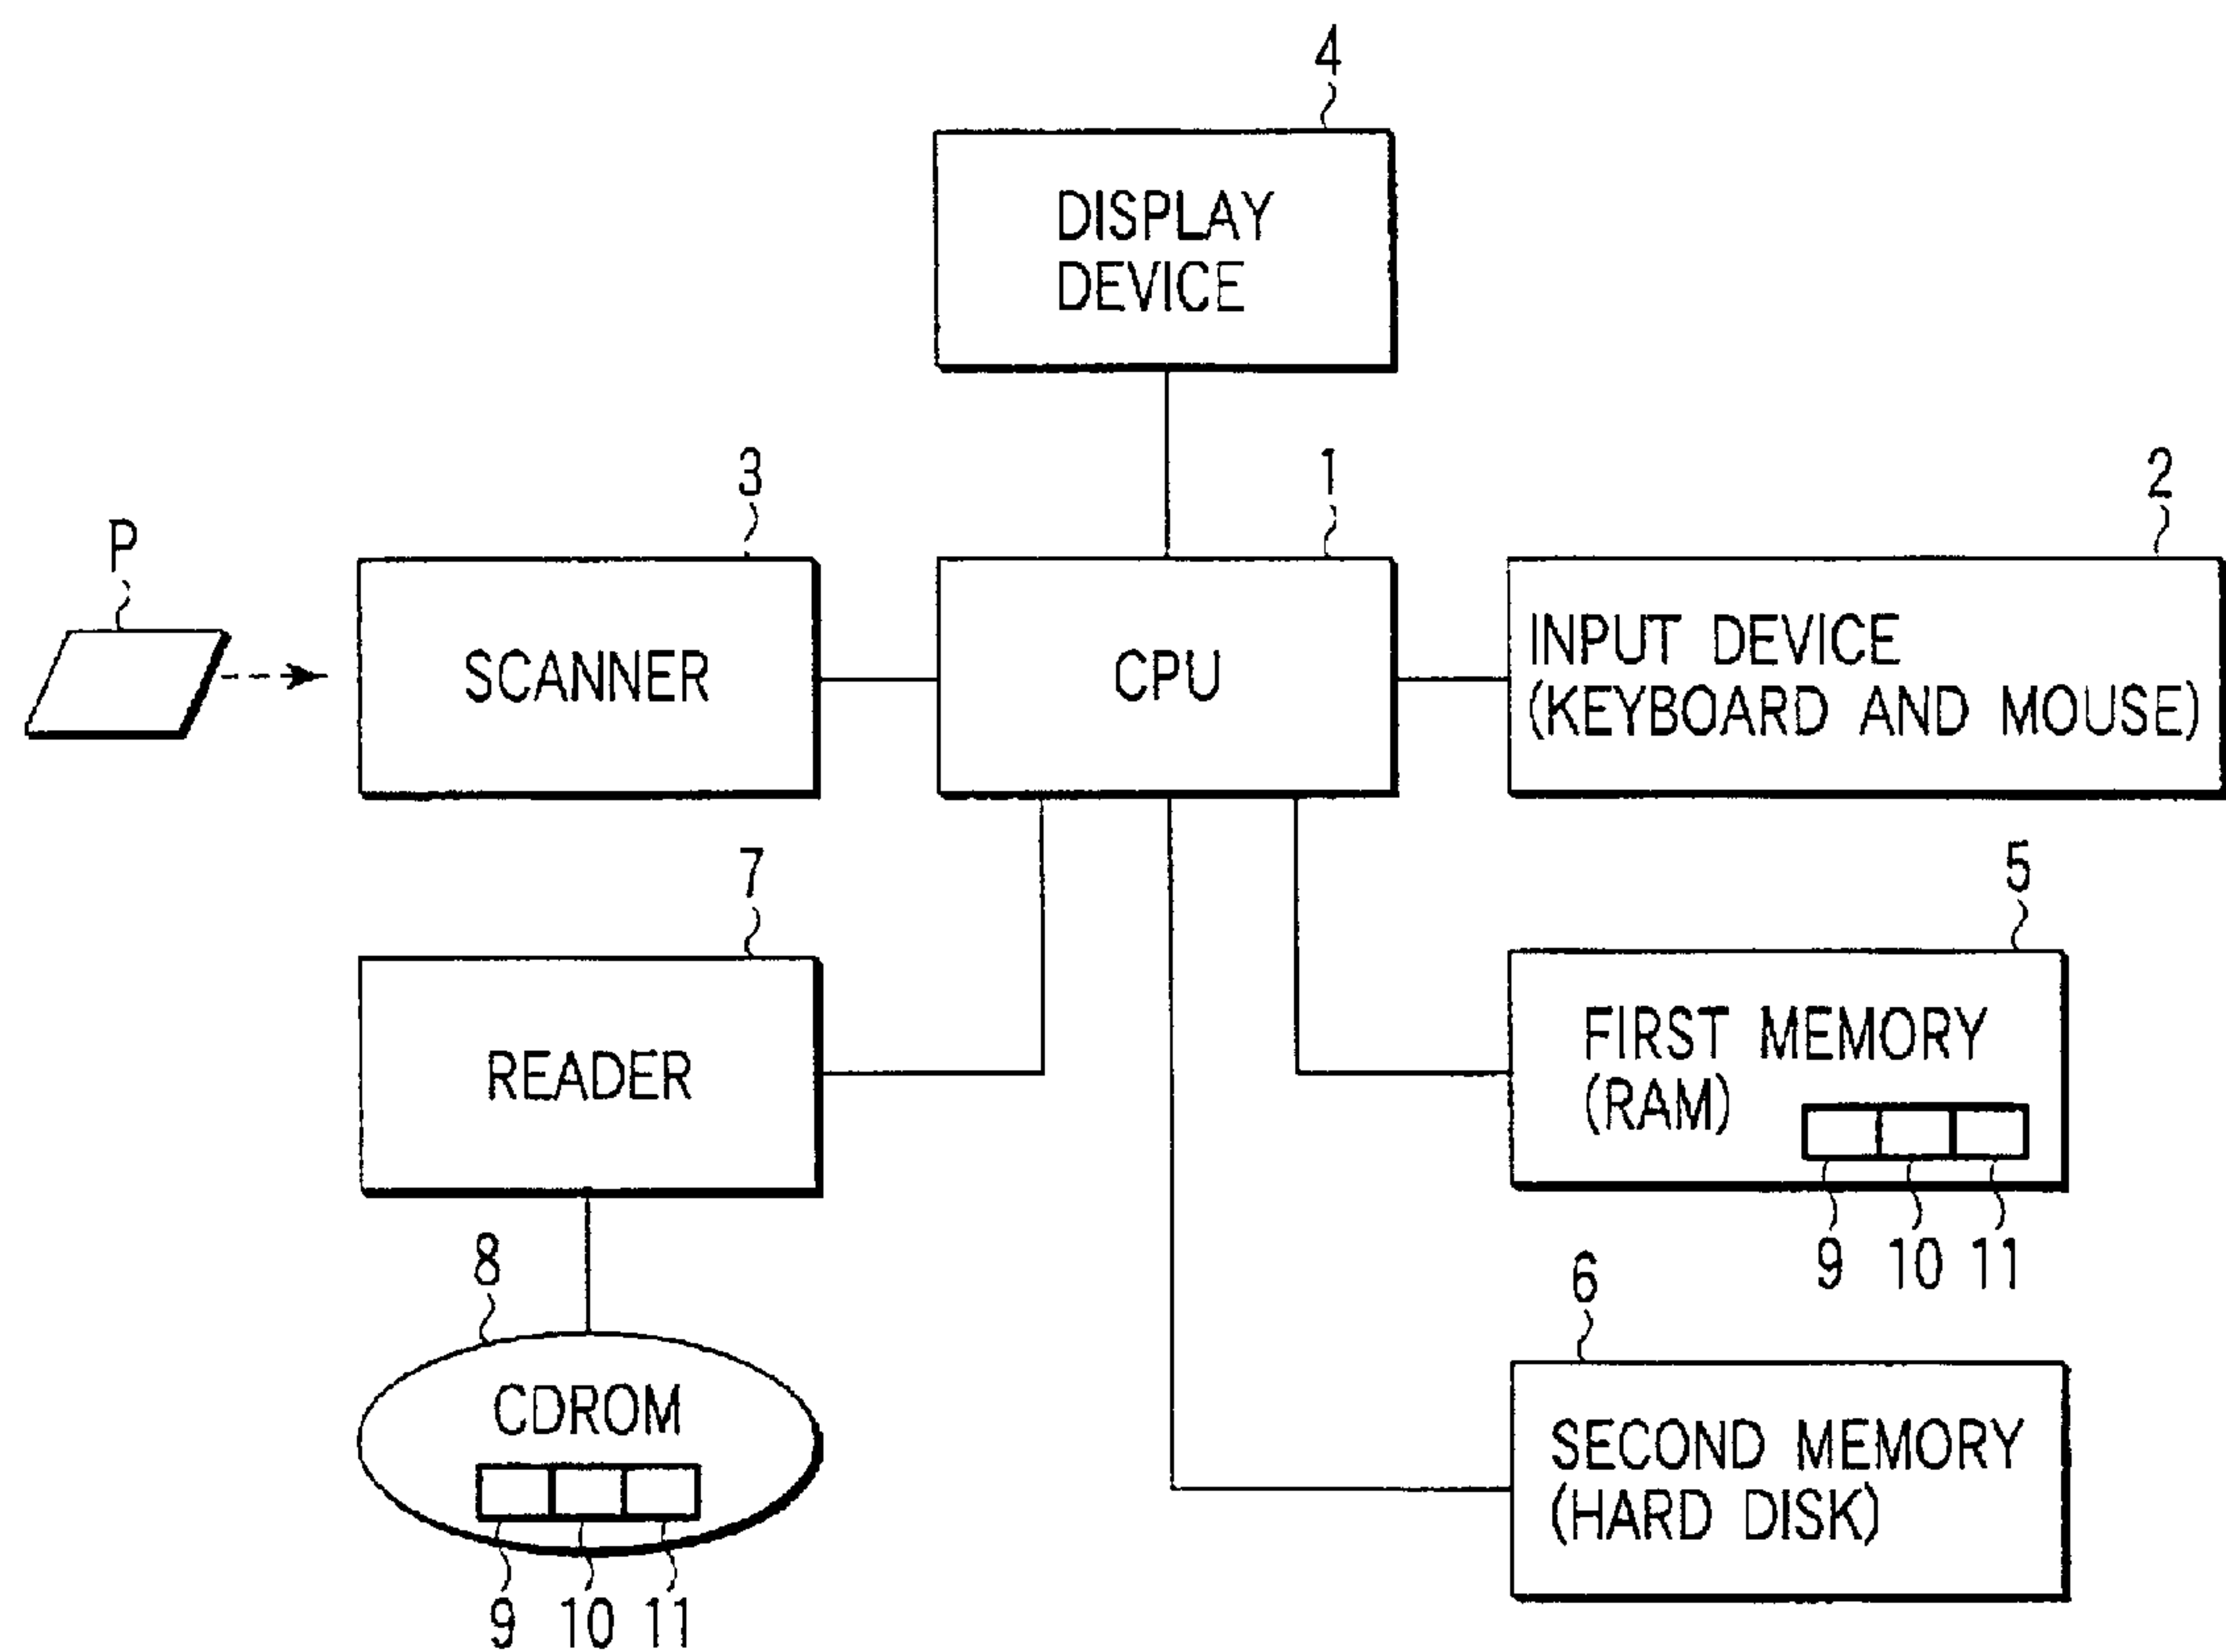 4
DISPLAY
DEVICE
P
3
SCANNER
1
CPU
2
INPUT DEVICE
(KEYBOARD AND MOUSE)
7
READER
5
FIRST MEMORY
(RAM)
9 10 11
8
CDROM
9 10 11
6
SECOND MEMORY
(HARD DISK)